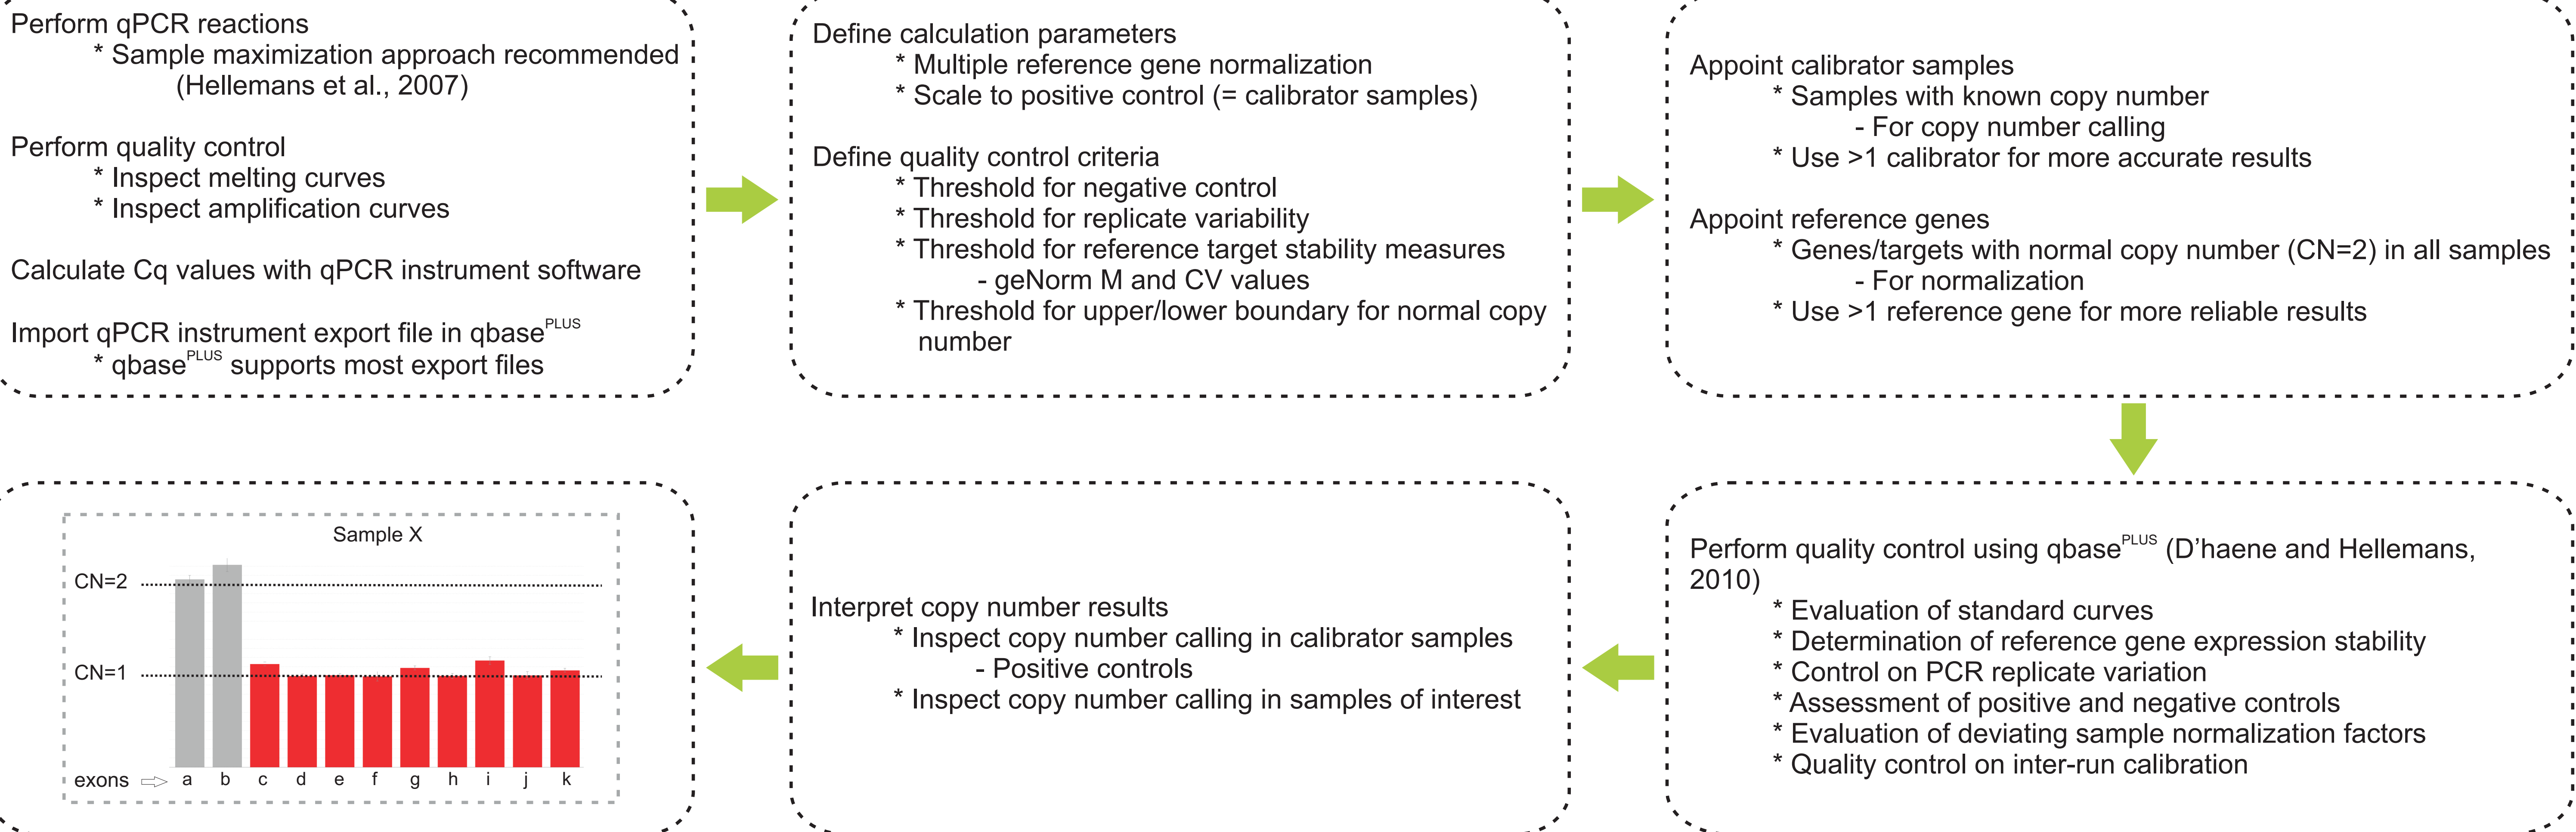 Perform qPCR reactions
* Sample maximization approach recommended
(Hellemans et al., 2007)
Perform quality control
* Inspect melting curves
* Inspect amplification curves
Calculate Cq values with qPCR instrument software
Import qPCR instrument export file in qbasePLUS
* qbasePLUS supports most export files
Define calculation parameters
* Multiple reference gene normalization
* Scale to positive control (= calibrator samples)
Define quality control criteria
* Threshold for negative control
* Threshold for replicate variability
* Threshold for reference target stability measures
- geNorm M and CV values
* Threshold for upper/lower boundary for normal copy
number
Appoint calibrator samples
* Samples with known copy number
- For copy number calling
* Use >1 calibrator for more accurate results
Appoint reference genes
* Genes/targets with normal copy number (CN=2) in all samples
- For normalization
* Use >1 reference gene for more reliable results
Perform quality control using qbasePLUS (D'haene and Hellemans,
2010)
* Evaluation of standard curves
* Determination of reference gene expression stability
* Control on PCR replicate variation
* Assessment of positive and negative controls
* Evaluation of deviating sample normalization factors
* Quality control on inter-run calibration
Interpret copy number results
* Inspect copy number calling in calibrator samples
- Positive controls
* Inspect copy number calling in samples of interest
Sample X
CN=2
CN=1
exons a b c d e f g h i j k